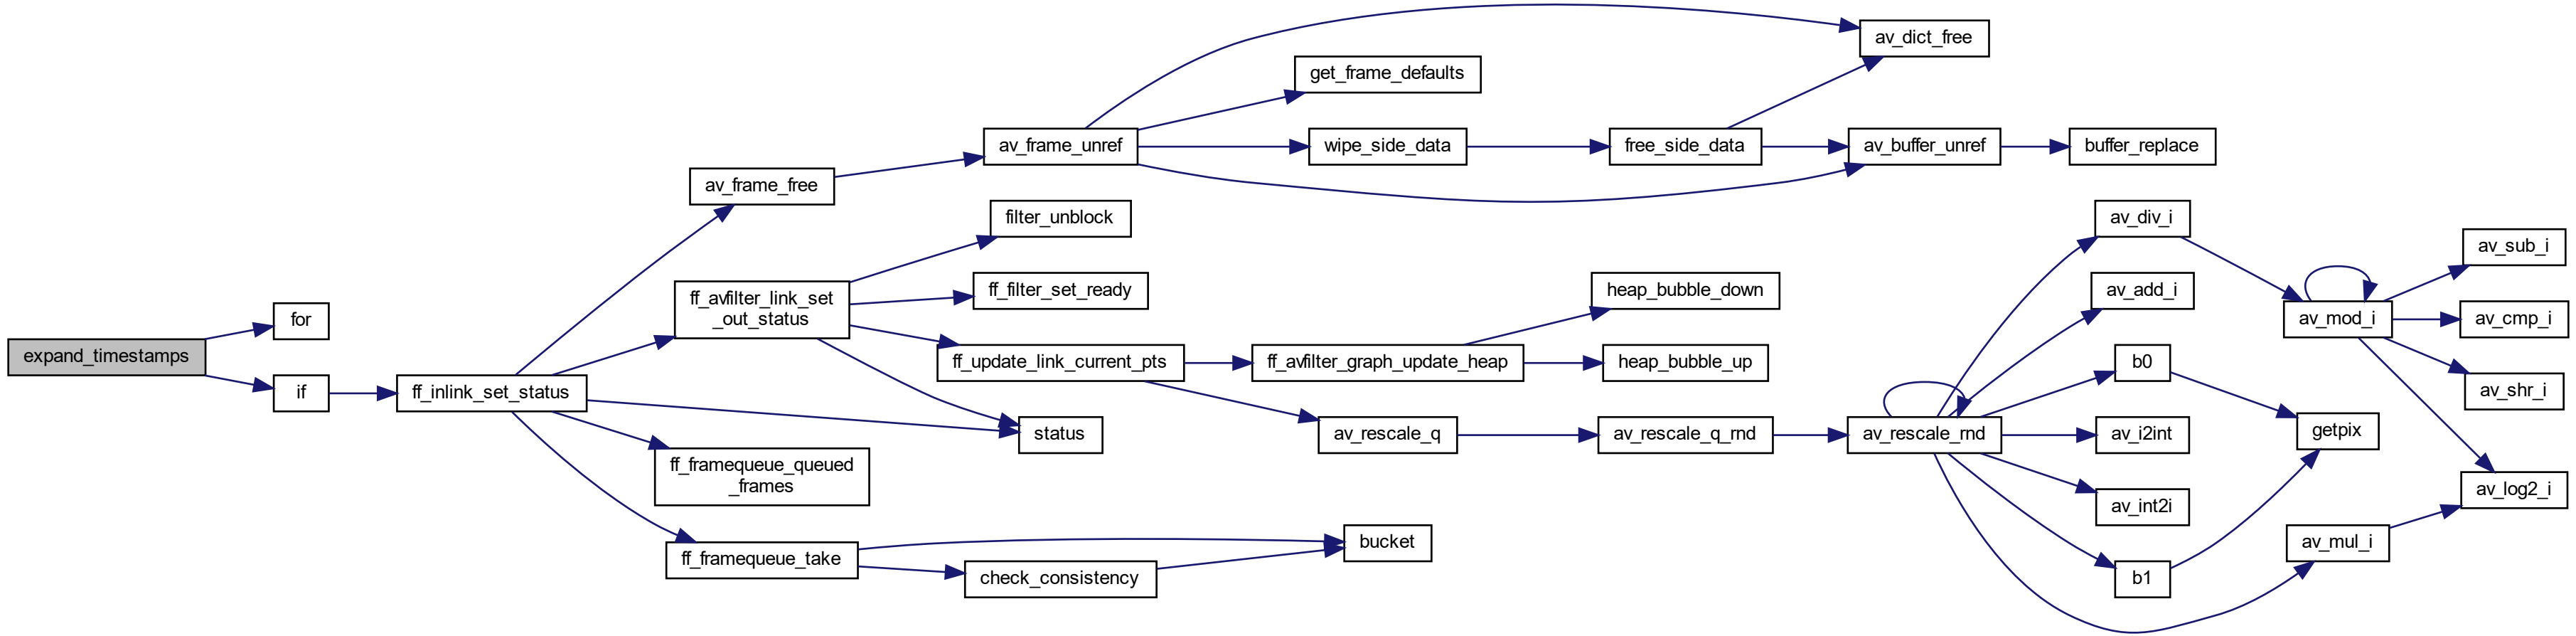 expand_timestamps
for
if
ff_inlink_set_status
av_frame_free
ff_avfilter_link_set
_out_status
ff_framequeue_queued
_frames
ff_framequeue_take
av_frame_unref
filter_unblock
ff_filter_set_ready
ff_update_link_current_pts
status
check_consistency
get_frame_defaults
wipe_side_data
ff_avfilter_graph_update_heap
av_rescale_q
bucket
free_side_data
heap_bubble_down
heap_bubble_up
av_rescale_q_rnd
av_dict_free
av_buffer_unref
av_rescale_rnd
buffer_replace
av_div_i
av_add_i
b0
av_i2int
av_int2i
b1
av_mod_i
getpix
av_mul_i
av_sub_i
av_cmp_i
av_shr_i
av_log2_i